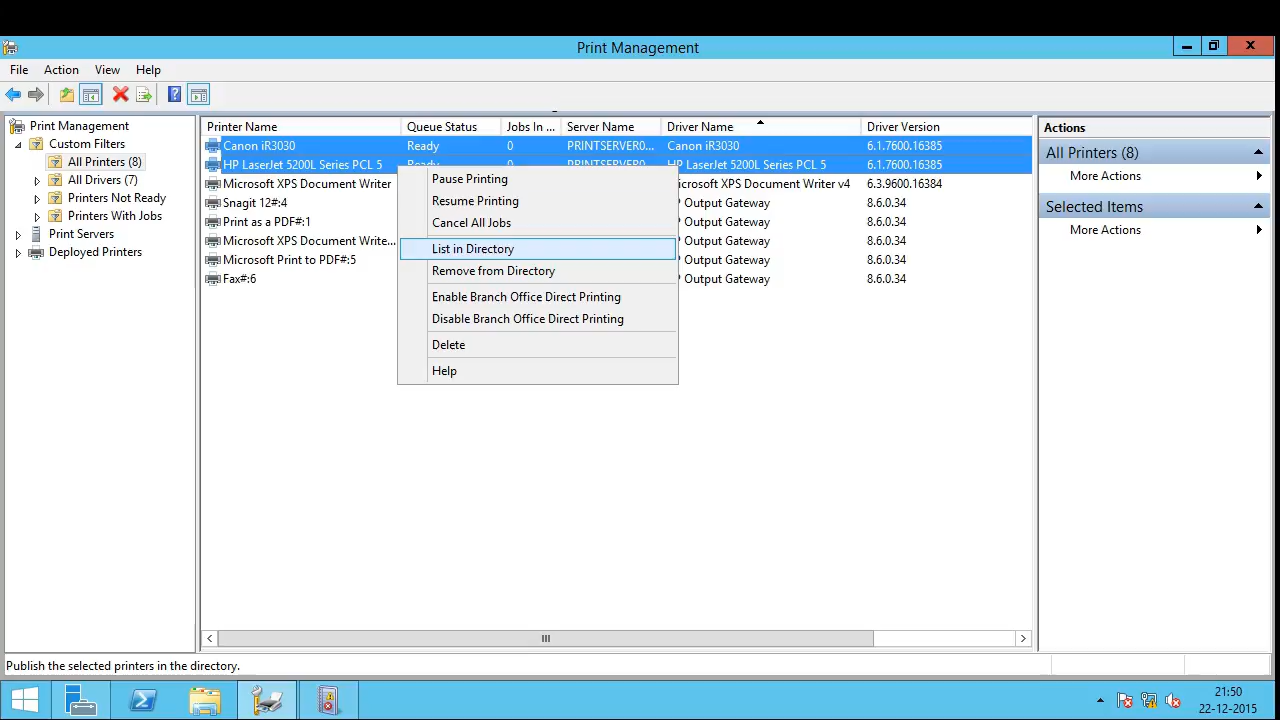 Print Management
File Action View Help
Print Management
Custom Filters
All Printers (8)
All Drivers (7)
Printers Not Ready
Printers With Jobs
Print Servers
Deployed Printers
Printer Name Queue Status Jobs In ... Server Name Driver Name Driver Version
Canon iR3030 Ready 0 PRINTSERVER0... Canon iR3030 6.1.7600.16385
HP LaserJet 5200L Series PCL 5 Ready 0 PRINTSERVER0... HP LaserJet 5200L Series PCL 5 6.1.7600.16385
Microsoft XPS Document Writer icrosoft XPS Document Writer v4 6.3.9600.16384
Snagit 12#:4 P Output Gateway 8.6.0.34
Print as a PDF#:1 P Output Gateway 8.6.0.34
Microsoft XPS Document Write... P Output Gateway 8.6.0.34
Microsoft Print to PDF#:5 P Output Gateway 8.6.0.34
Fax#:6 P Output Gateway 8.6.0.34
Pause Printing
Resume Printing
Cancel All Jobs
List in Directory
Remove from Directory
Enable Branch Office Direct Printing
Disable Branch Office Direct Printing
Delete
Help
Actions
All Printers (8)
More Actions
Selected Items
More Actions
Publish the selected printers in the directory.
21:50
22-12-2015